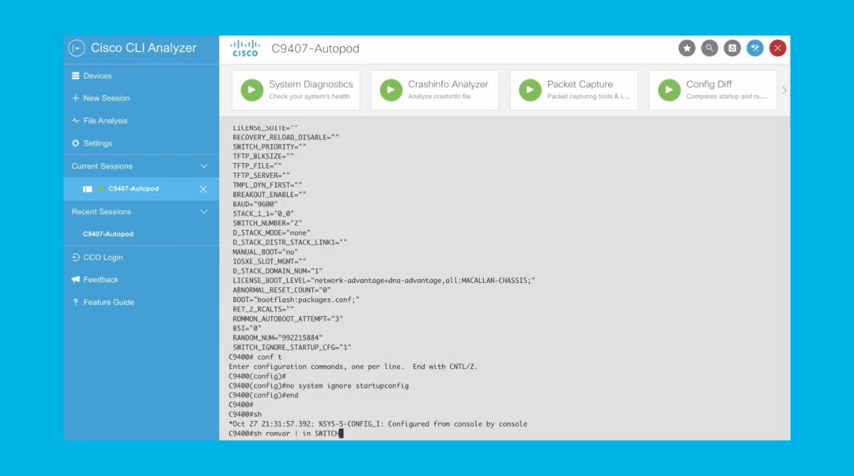 Cisco CLI Analyzer
Devices
New Session
File Analysis
Settings
Current Sessions
C9407-Autopod
Recent Sessions
C9407-Autopod
CCO Login
Feedback
Feature Guide
CISCO
C9407-Autopod
System Diagnostics
Check your system's health
Crashinfo Analyzer
Analyze crashinfo file
Packet Capture
Packet capturing tools & i...
Config Diff
Compares startup and ru...
LICENSE_SUITE=""
RECOVERY_RELOAD_DISABLE=""
SWITCH_PRIORITY=""
TFTP_BLKSIZE=""
TFTP_FILE=""
TFTP_SERVER=""
TMPL_DYN_FIRST=""
BREAKOUT_ENABLE=""
BAUD="9600"
STACK_1_1="0_0"
SWITCH_NUMBER="2"
D_STACK_MODE="none"
D_STACK_DISTR_STACK_LINK1=""
MANUAL_BOOT="no"
IOSXE_SLOT_MGMT=""
D_STACK_DOMAIN_NUM="1"
LICENSE_BOOT_LEVEL="network-advantage+dna-advantage,all:MACALLAN-CHASSIS;"
ABNORMAL_RESET_COUNT="0"
BOOT="bootflash:packages.conf;"
RET_2_RCALTS=""
ROMMON_AUTOBOOT_ATTEMPT="3"
BSI="0"
RANDOM_NUM="992215884"
SWITCH_IGNORE_STARTUP_CFG="1"
C9400# conf t
Enter configuration commands, one per line. End with CNTL/Z.
C9400(config)#
C9400(config)#no system ignore startupconfig
C9400(config)#end
C9400#
C9400#sh
*Oct 27 21:31:57.392: %SYS-5-CONFIG_I: Configured from console by console
C9400#sh romvar | in SWITCH